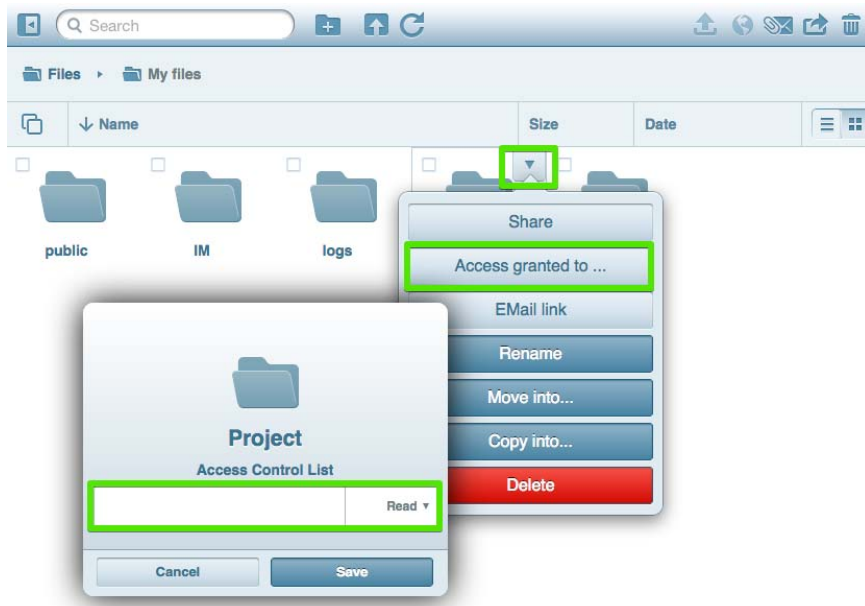 Search
Files My files
Name Size Date
public IM logs
Share
Access granted to ...
EMail link
Rename
Move into...
Copy into...
Delete
Project
Access Control List
Read
Cancel Save